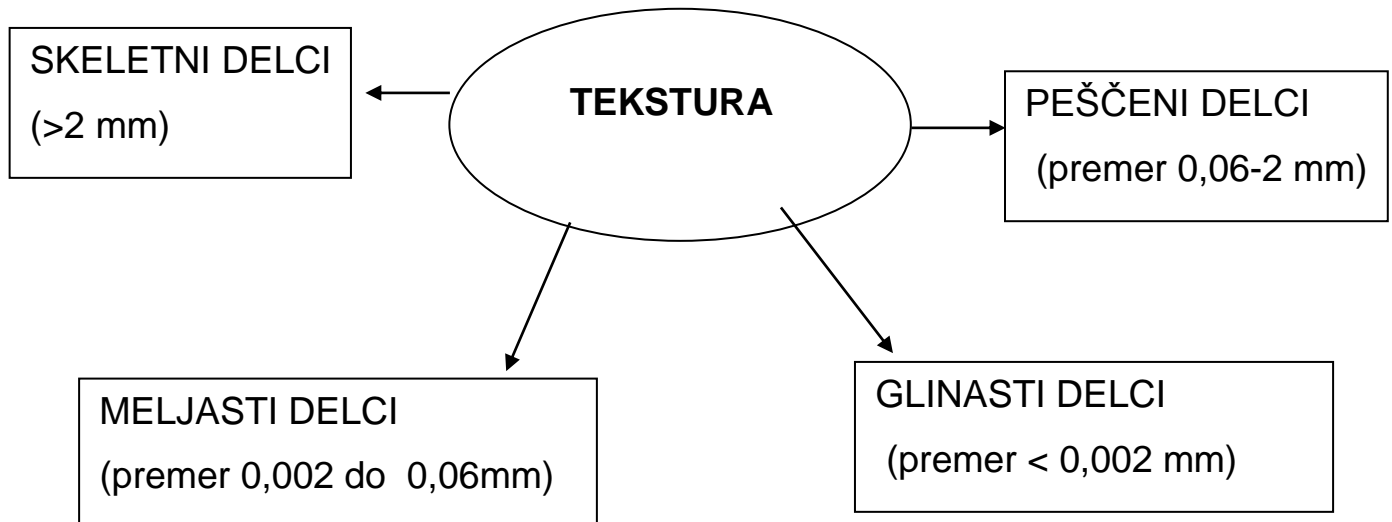 SKELETNI DELCI
(>2 mm)
TEKSTURA
PEŠČENI DELCI
(premer 0,06-2 mm)
MELJASTI DELCI
(premer 0,002 do 0,06mm)
GLINASTI DELCI
(premer < 0,002 mm)